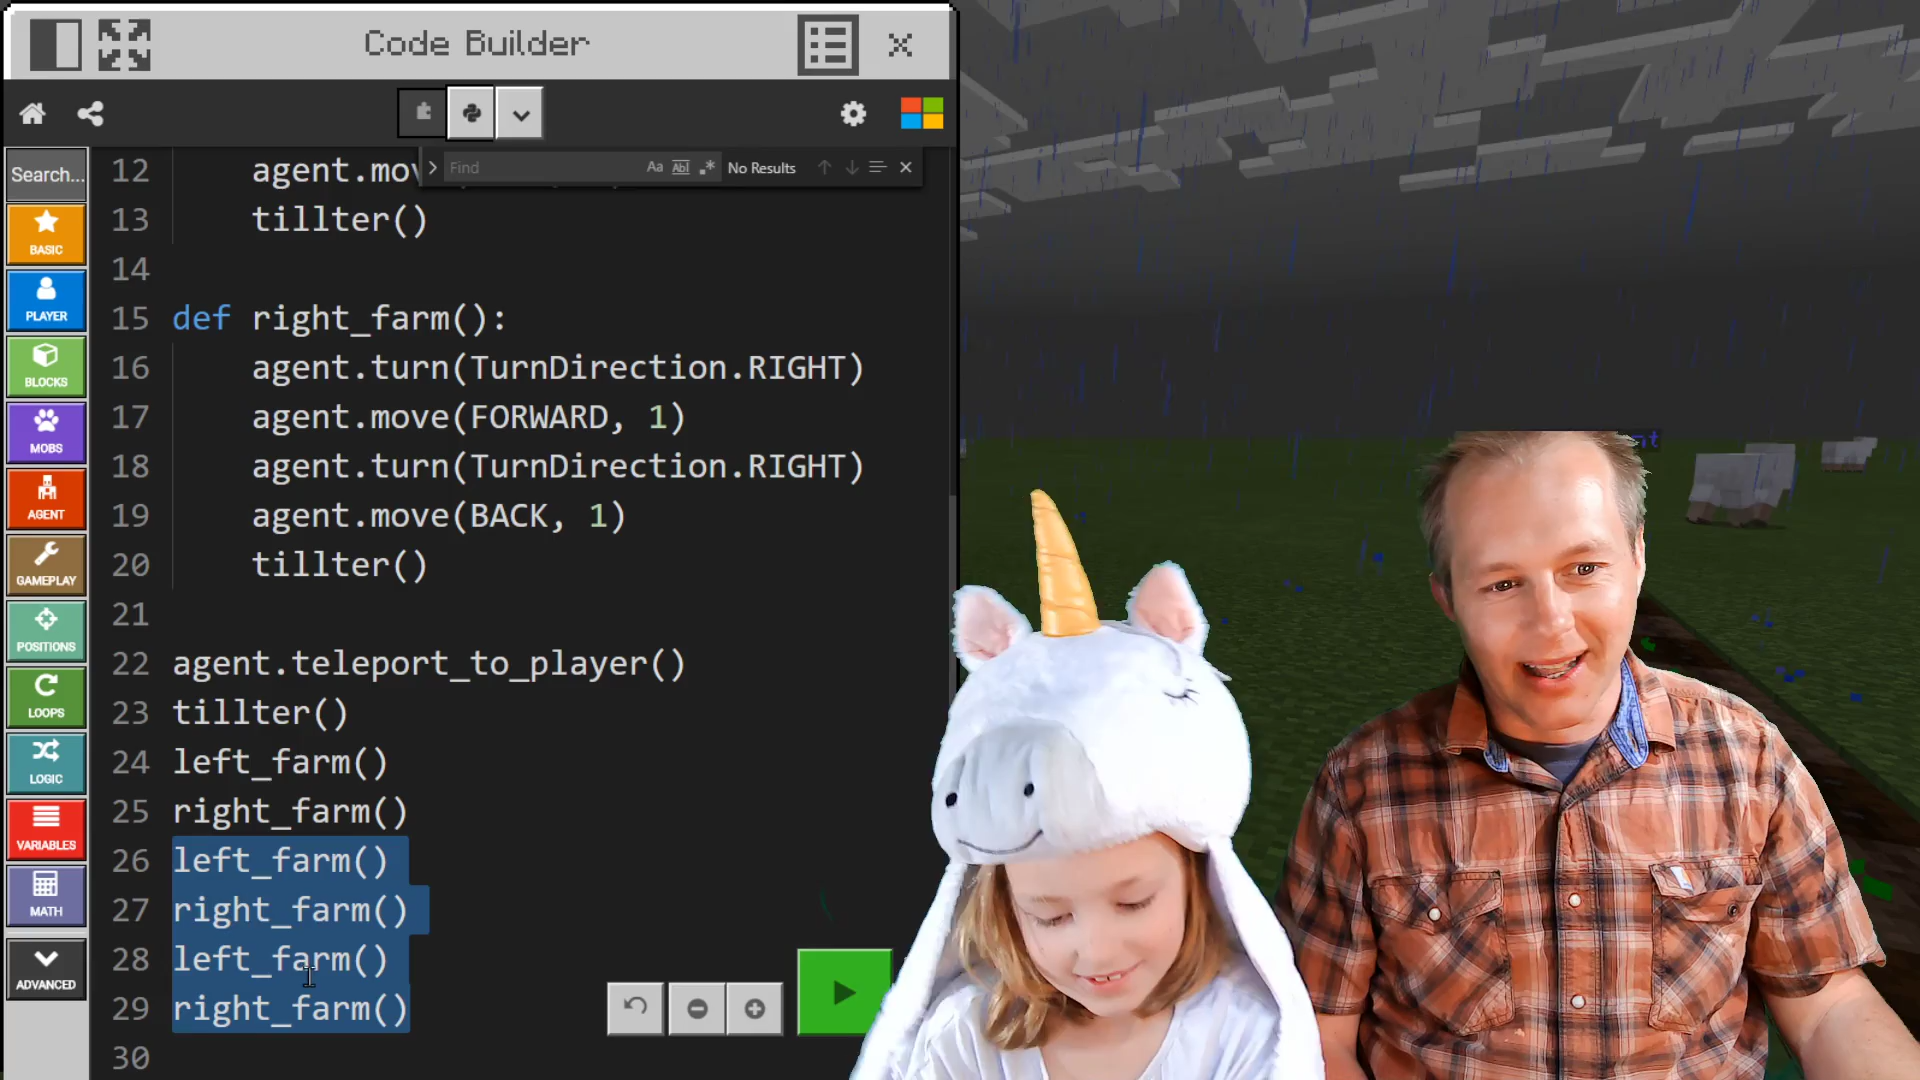 Code Builder
Search...
Find
Aa
Abl
No Results
BASIC
PLAYER
BLOCKS
MOBS
AGENT
GAMEPLAY
POSITIONS
LOOPS
LOGIC
VARIABLES
MATH
ADVANCED
12 agent.mov
13 tillter()
14
15 def right_farm():
16 agent.turn(TurnDirection.RIGHT)
17 agent.move(FORWARD, 1)
18 agent.turn(TurnDirection.RIGHT)
19 agent.move(BACK, 1)
20 tillter()
21
22 agent.teleport_to_player()
23 tillter()
24 left_farm()
25 right_farm()
26 left_farm()
27 right_farm()
28 left_farm()
29 right_farm()
30